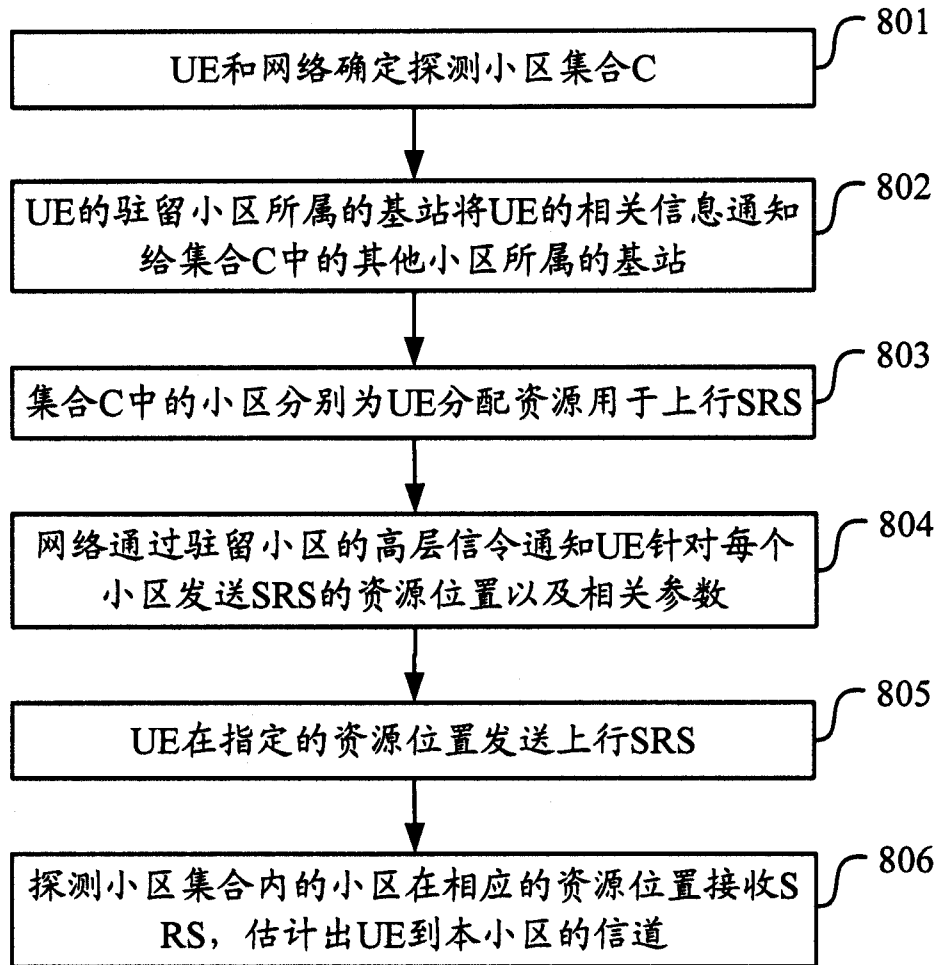 801
UE和网络确定探测小区集合C
802
UE的驻留小区所属的基站将UE的相关信息通知
给集合C中的其他小区所属的基站
803
集合C中的小区分别为UE分配资源用于上行SRS
804
网络通过驻留小区的高层信令通知UE针对每个
小区发送SRS的资源位置以及相关参数
805
UE在指定的资源位置发送上行SRS
806
探测小区集合内的小区在相应的资源位置接收S
RS，估计出UE到本小区的信道